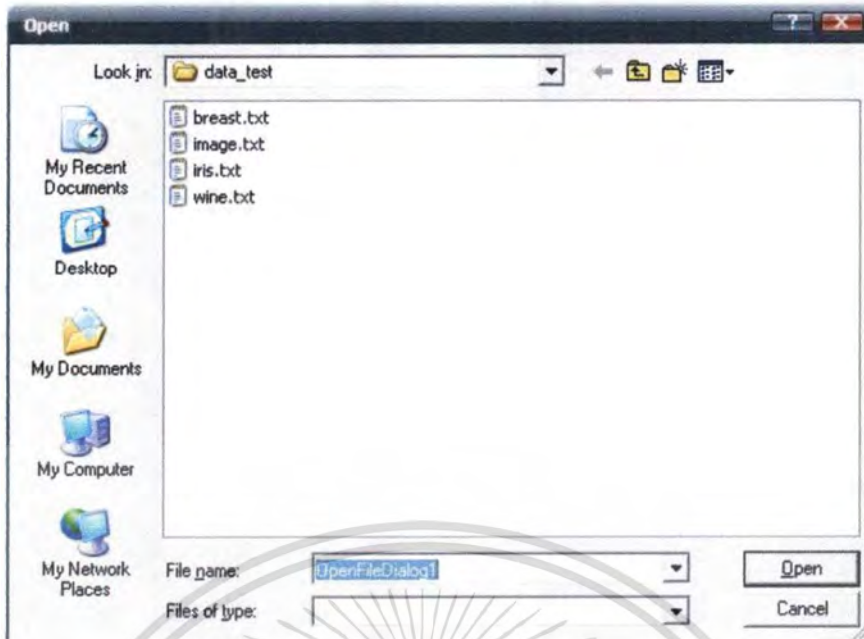 Open
Look in: data_test
breast.txt
image.txt
iris.txt
wine.txt
My Recent
Documents
Desktop
My Documents
My Computer
My Network
Places
File name: OpenFileDialog1 Open
Files of type: Cancel